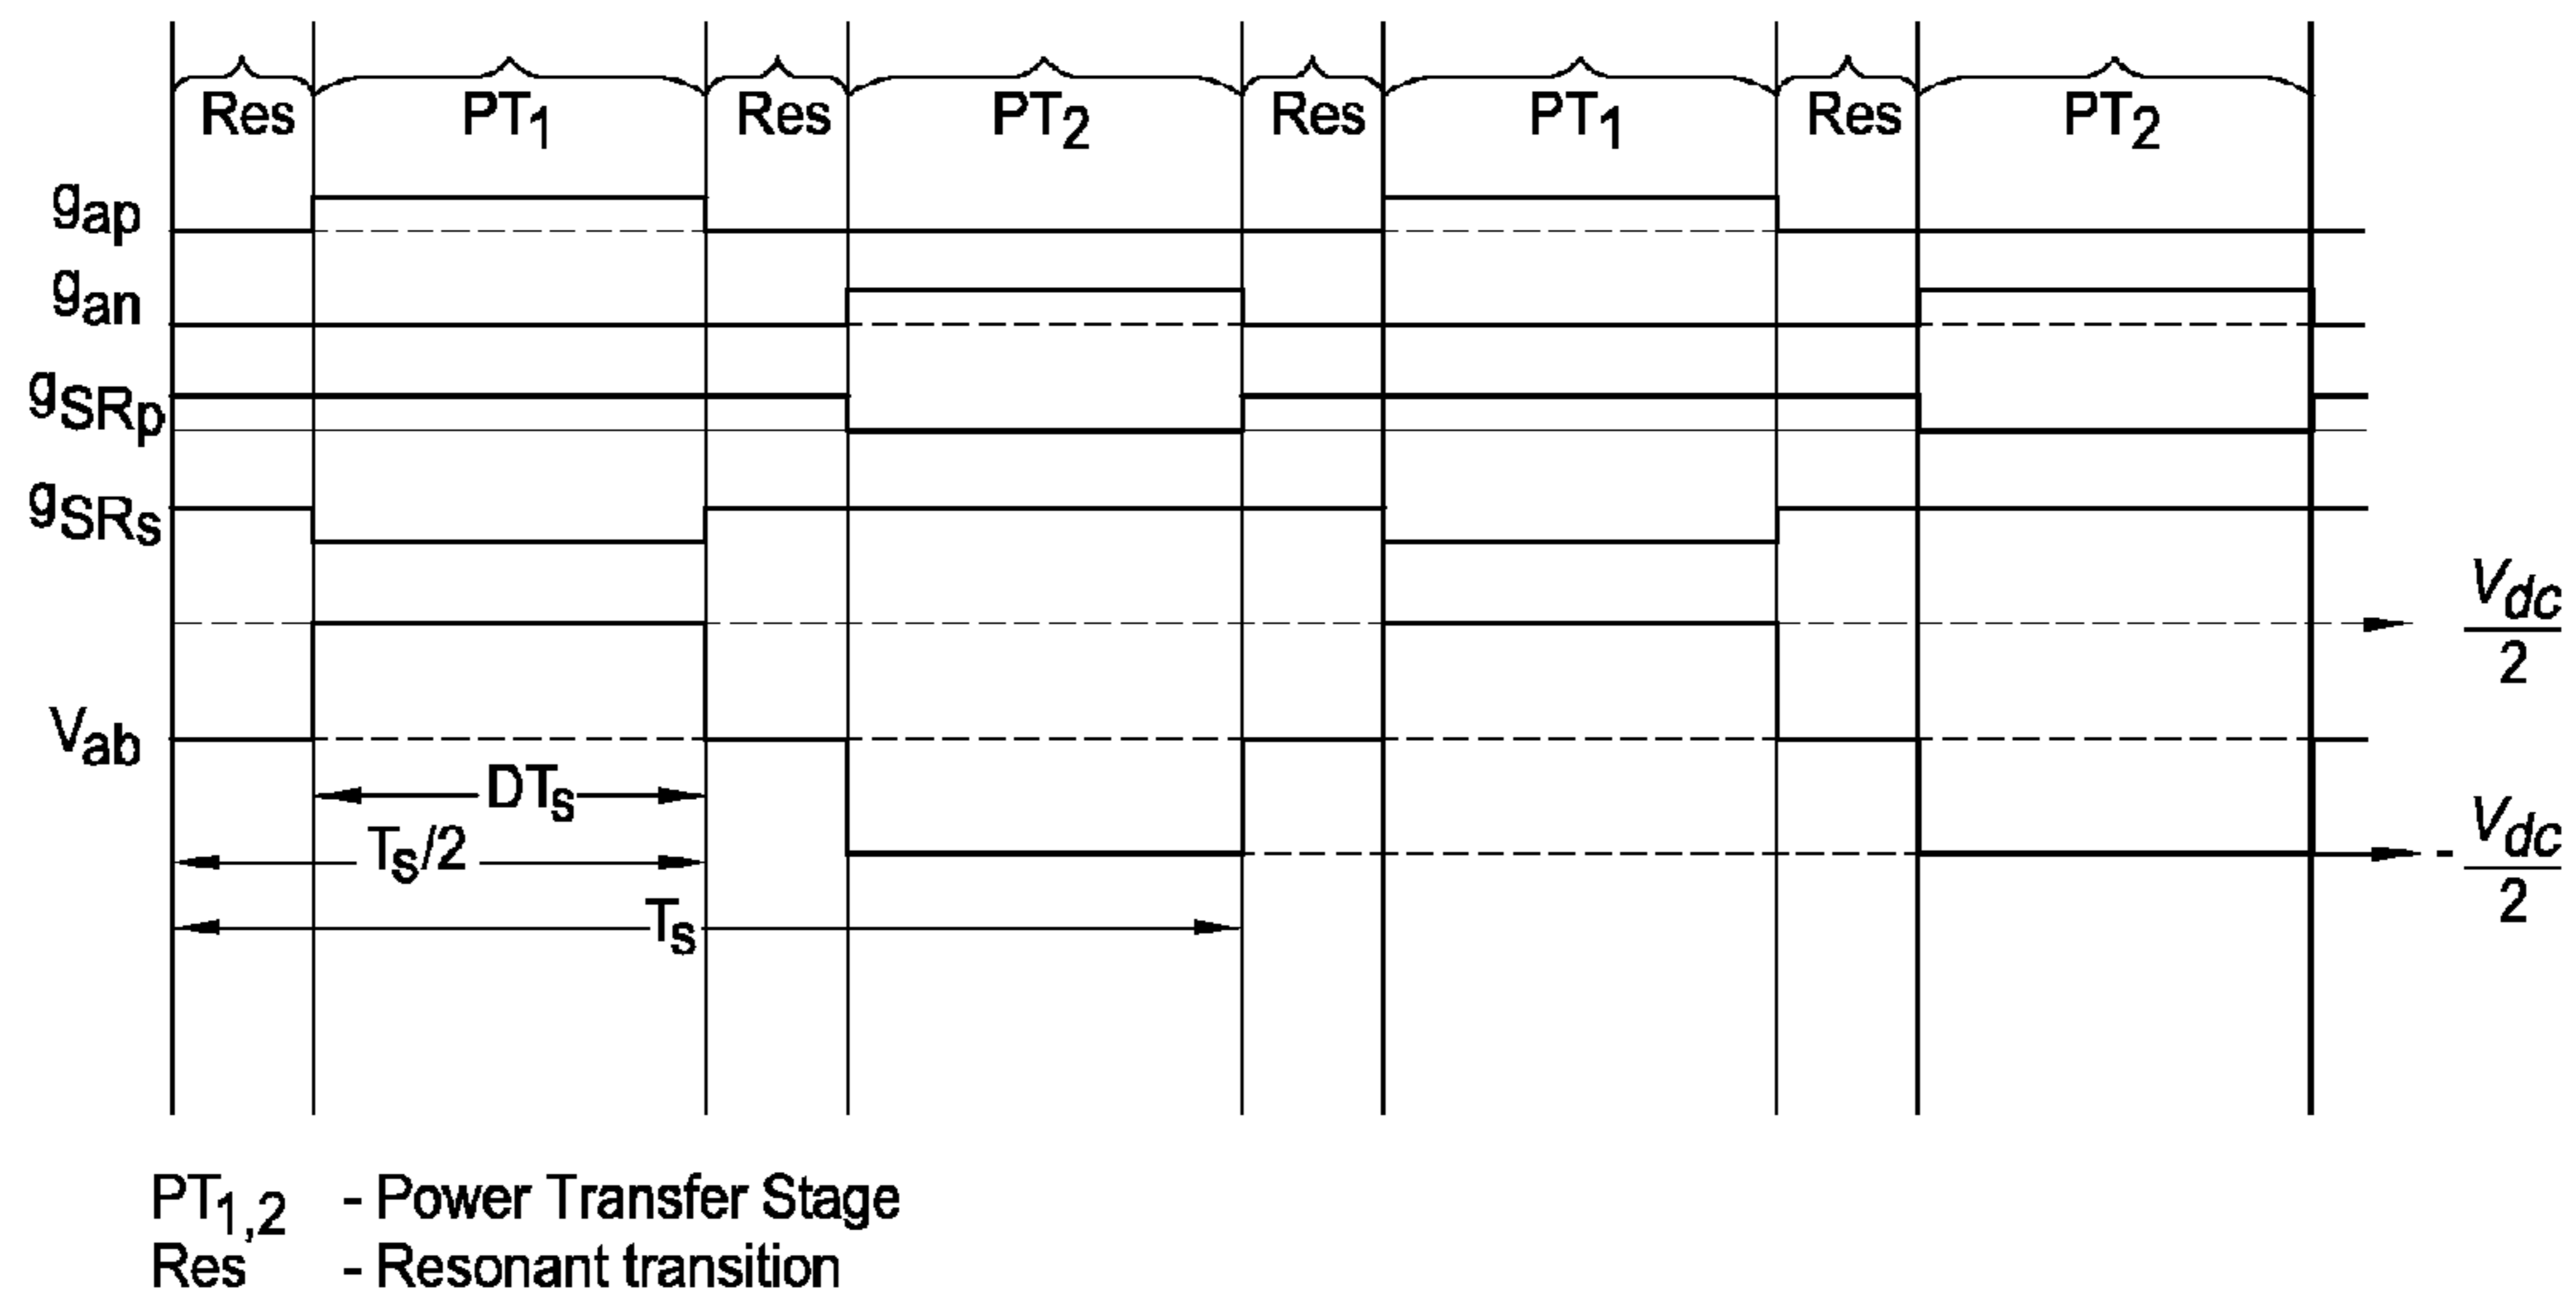 Res PT1 Res PT2 Res PT1 Res PT2
gap
gan
gSRp
gSRs
Vdc
2
Vab
DTs
Ts/2
- Vdc
2
Ts
PT1,2 - Power Transfer Stage
Res - Resonant transition